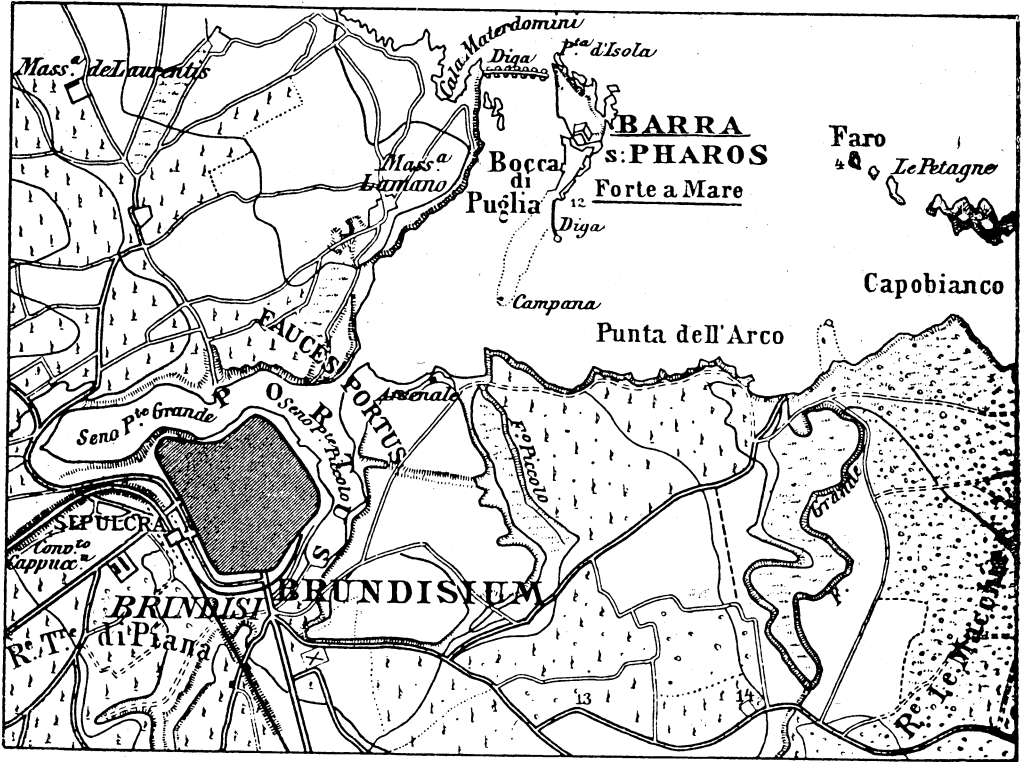 Cala Materdomini
Diga
P.ta d'Isola
Mass.a de Laurentis
BARRA
s: PHAROS
Faro
4
Le Petagne
Mass.a
Lamano
Bocca
di
Puglia
Forte a Mare
12
Diga
Capobianco
Campana
Punta dell'Arco
FAUCES PORTUS
Arsenale
PORTUS
Seno P.te Grande
Seno P.te Piccolo
F.o Piccolo
F. Grande
SEPULCRA
Conv.to
Cappucc.n
BRINDISI
BRUNDISIUM
R.e T.re di Piana
13
14
R.e le Macchie